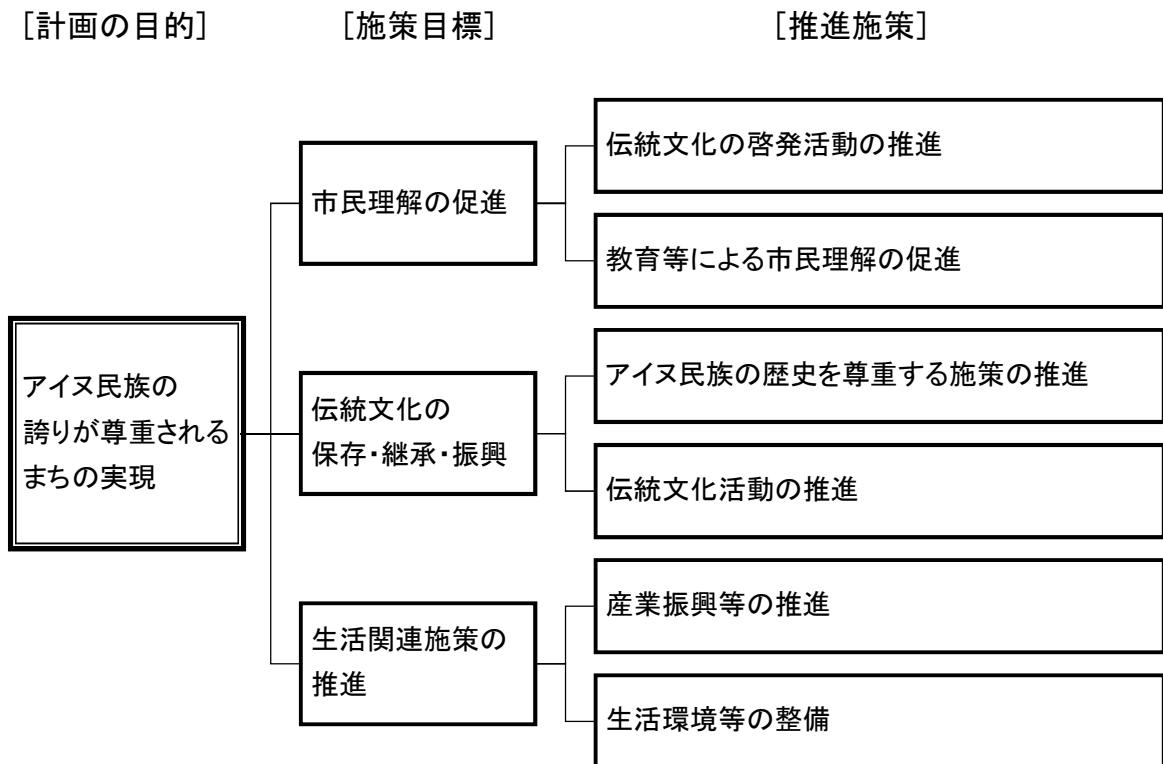 [計画の目的]
[施策目標]
[推進施策]
アイヌ民族の
誇りが尊重される
まちの実現
市民理解の促進
伝統文化の啓発活動の推進
教育等による市民理解の促進
伝統文化の
保存・継承・振興
アイヌ民族の歴史を尊重する施策の推進
伝統文化活動の推進
生活関連施策の
推進
産業振興等の推進
生活環境等の整備